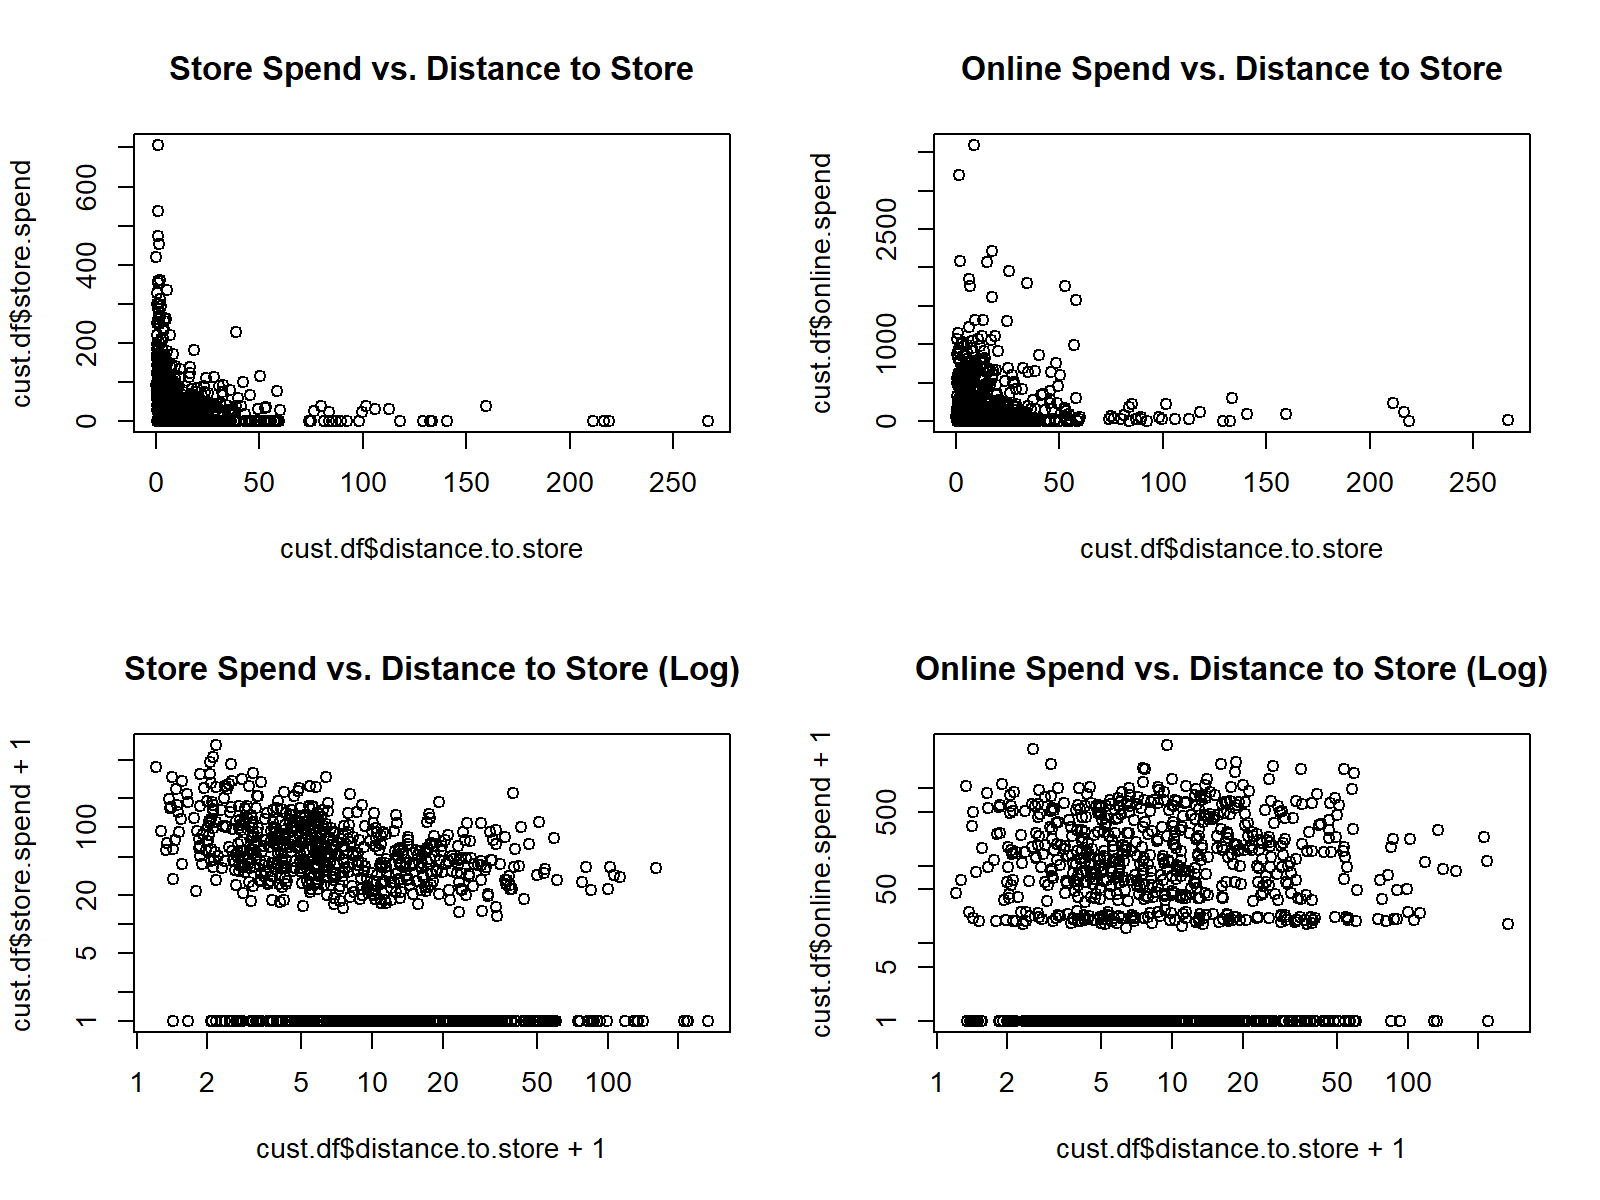 Store Spend vs. Distance to Store
cust.df$store.spend
0 200 400 600
0 50 100 150 200 250
cust.df$distance.to.store
Online Spend vs. Distance to Store
cust.df$online.spend
0 1000 2500
0 50 100 150 200 250
cust.df$distance.to.store
Store Spend vs. Distance to Store (Log)
cust.df$store.spend + 1
1 5 20 100
1 2 5 10 20 50 100
cust.df$distance.to.store + 1
Online Spend vs. Distance to Store (Log)
cust.df$online.spend + 1
1 5 50 500
1 2 5 10 20 50 100
cust.df$distance.to.store + 1